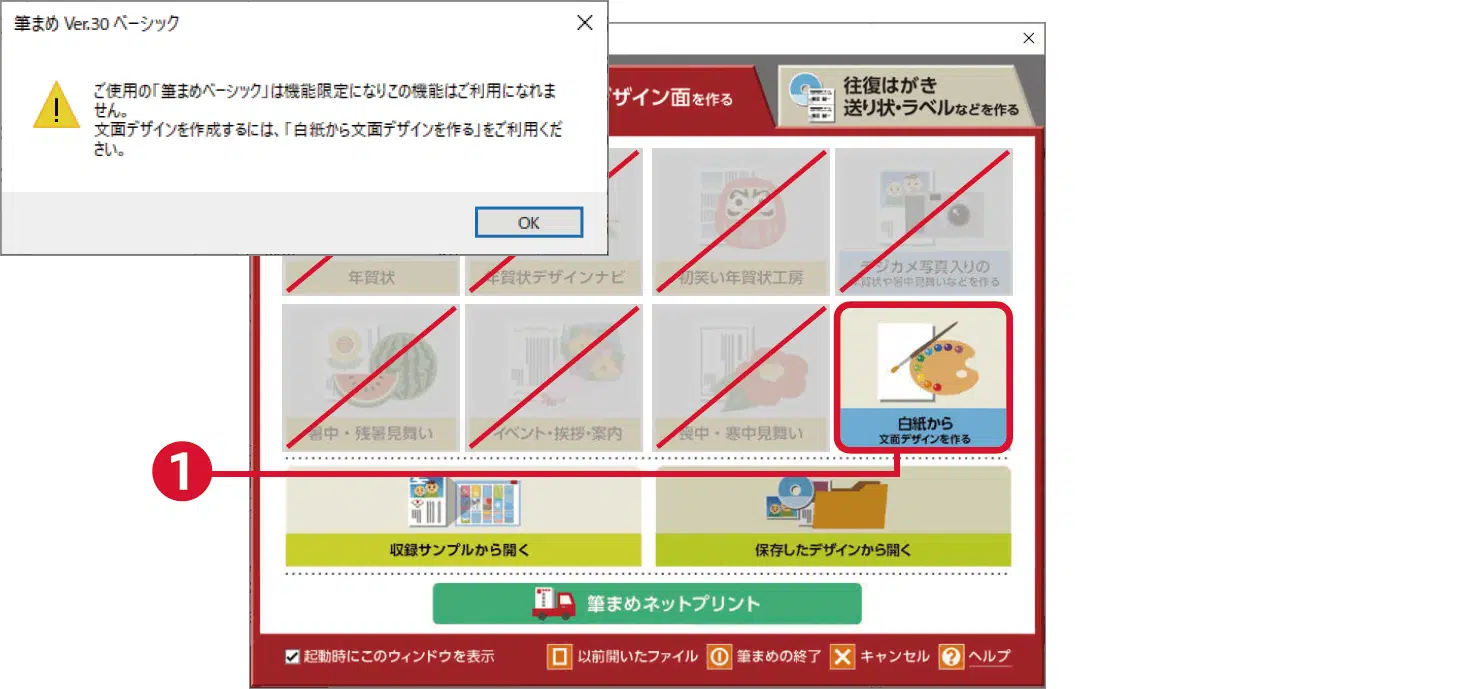 筆まめ Ver.30 ベーシック
ご使用の「筆まめベーシック」は機能限定になりこの機能はご利用になれま
せん。
文面デザインを作成するには、「白紙から文面デザインを作る」をご利用くだ
さい。
OK
ザイン面を作る
往復はがき
送り状・ラベルなどを作る
年賀状
年賀状デザインナビ
初笑い年賀状工房
デジカメ写真入りの
年賀状や暑中見舞いなどを作る
暑中・残暑見舞い
イベント・挨拶・案内
喪中・寒中見舞い
白紙から
文面デザインを作る
1
収録サンプルから開く
保存したデザインから開く
筆まめネットプリント
起動時にこのウィンドウを表示
以前開いたファイル
筆まめの終了
キャンセル
ヘルプ